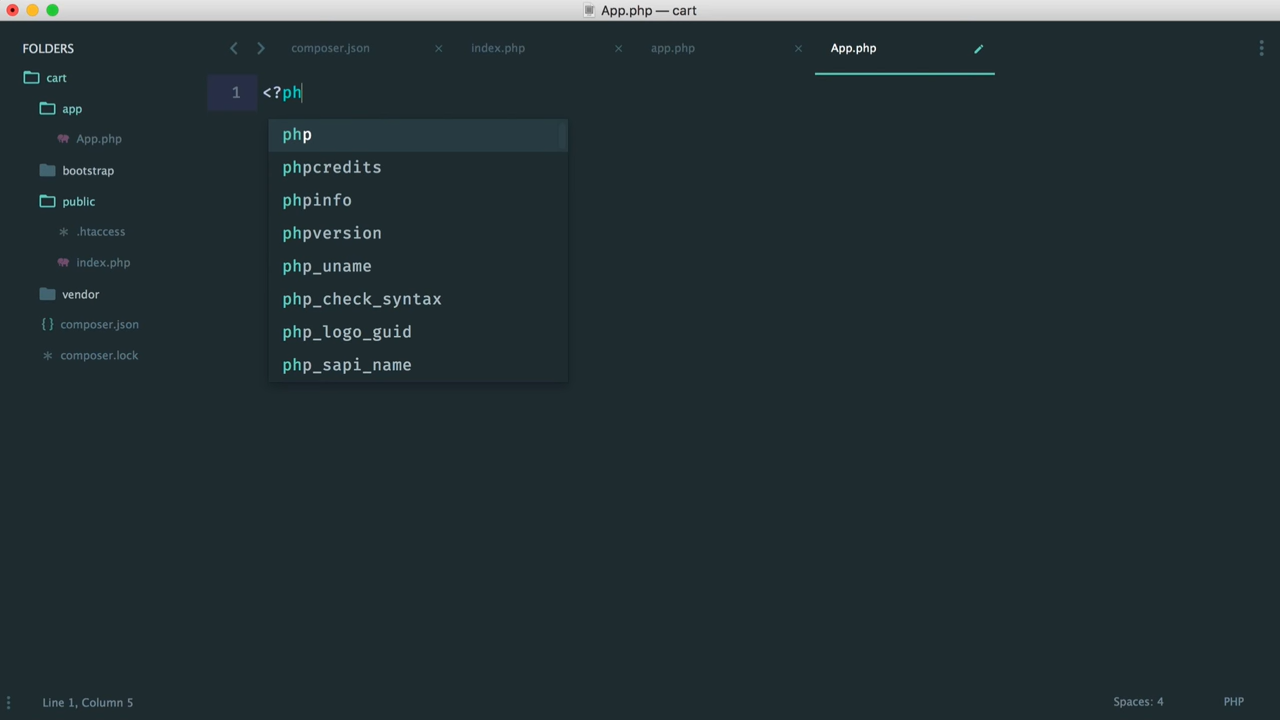 App.php — cart
FOLDERS
cart
app
App.php
bootstrap
public
.htaccess
index.php
vendor
{} composer.json
* composer.lock
composer.json
index.php
app.php
App.php
1 <?ph
php
phpcredits
phpinfo
phpversion
php_uname
php_check_syntax
php_logo_guid
php_sapi_name
Line 1, Column 5
Spaces: 4
PHP